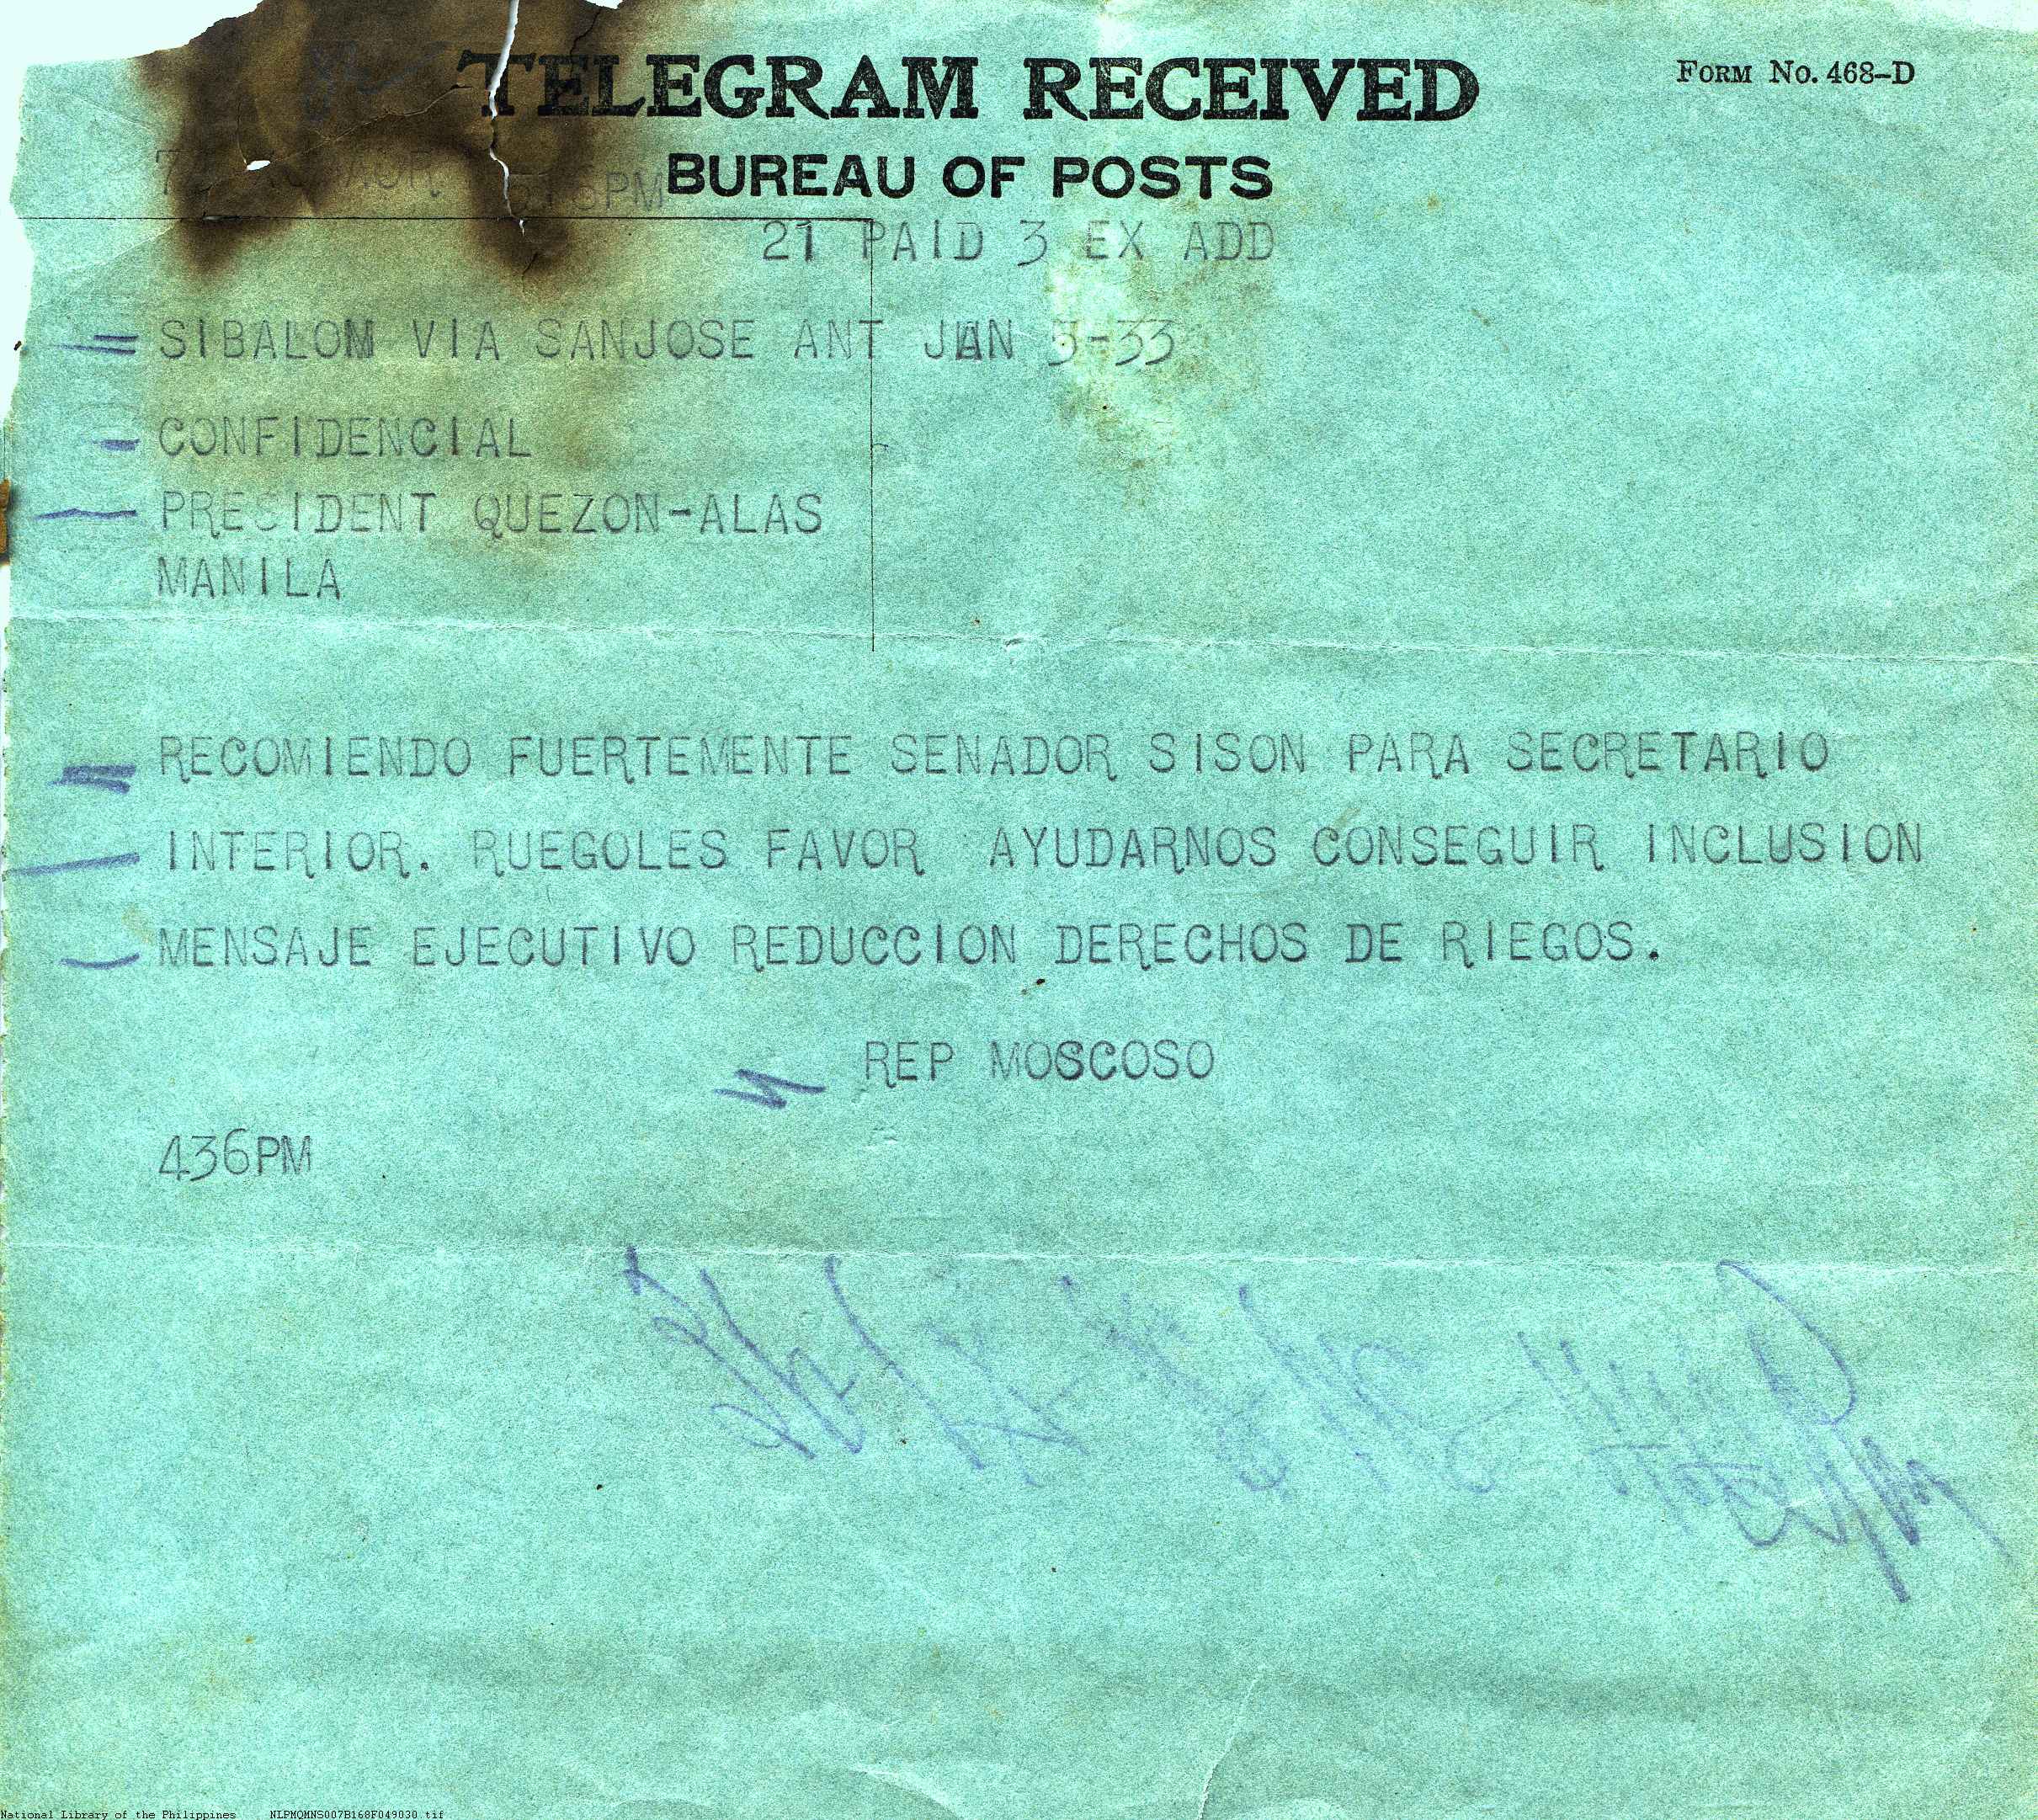 TELEGRAM RECEIVED
FORM NO. 468-D
BUREAU OF POSTS
21 PAID 3 EX ADD
SIBALOM VIA SANJOSE ANT JAN 3-33
CONFIDENCIAL
PRESIDENT QUEZON-ALAS
MANILA
RECOMIENDO FUERTEMENTE SENADOR SISON PARA SECRETARIO
INTERIOR. RUEGOLES FAVOR AYUDARNOS CONSEGUIR INCLUSION
MENSAJE EJECUTIVO REDUCCION DERECHOS DE RIEGOS.
REP MOSCOSO
436PM
National Library of the Philippines NLPMQMNS007B168F049030.tif